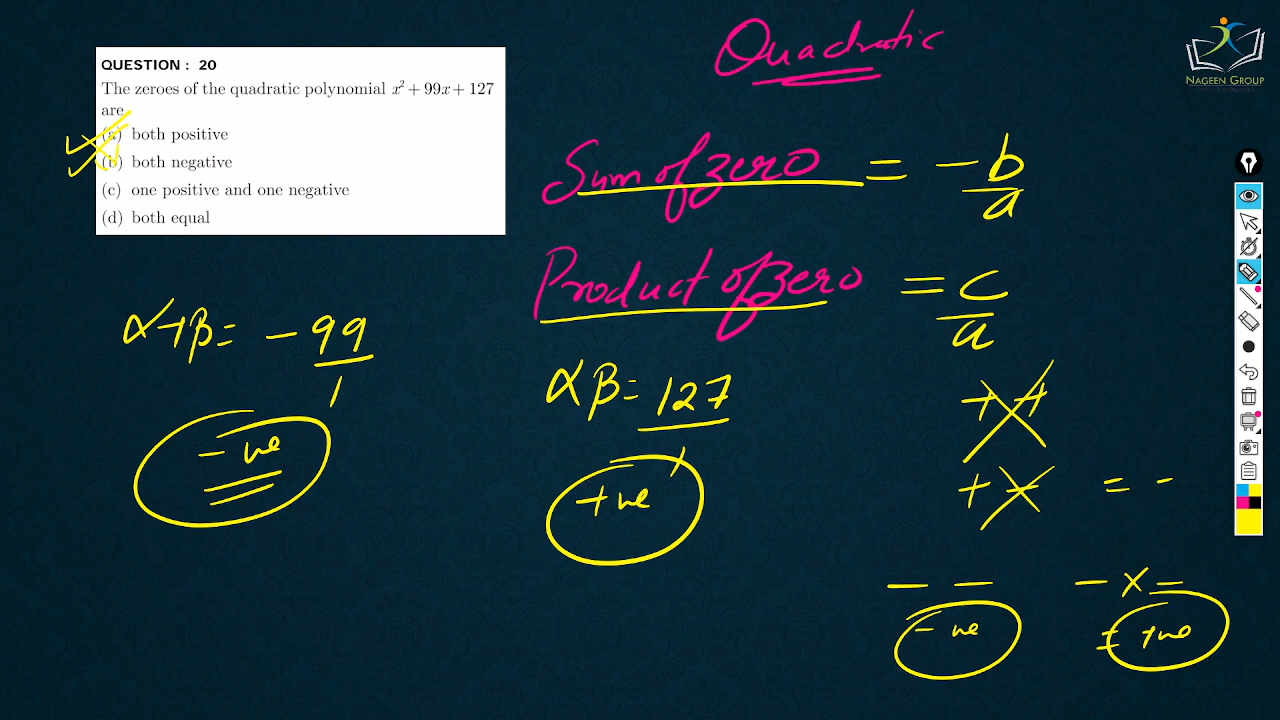 QUESTION : 20
The zeroes of the quadratic polynomial x² + 99x + 127
are
(a) both positive
(b) both negative
(c) one positive and one negative
(d) both equal
Quadratic
NAGEEN GROUP
Sum of zero = -b/a
Product of zero = c/a
α+β = -99/1
-ve
αβ = 127/1
+ve
+ +
+ - = -
- -
-ve
- x -
= +ve